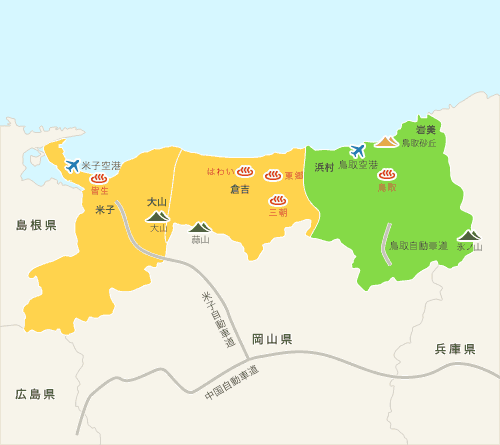 岩美
鳥取砂丘
米子空港
鳥取空港
浜村
はわい
東郷
鳥取
皆生
倉吉
大山
米子
三朝
大山
蒜山
島根県
鳥取自動車道
氷ノ山
米子自動車道
岡山県
兵庫県
中国自動車道
広島県